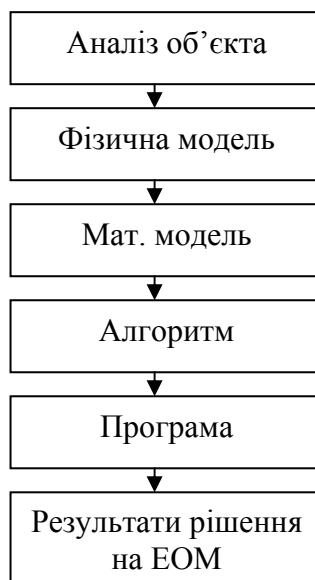 Аналіз об’єкта
Фізична модель
Мат. модель
Алгоритм
Програма
Результати рішення
на ЕОМ